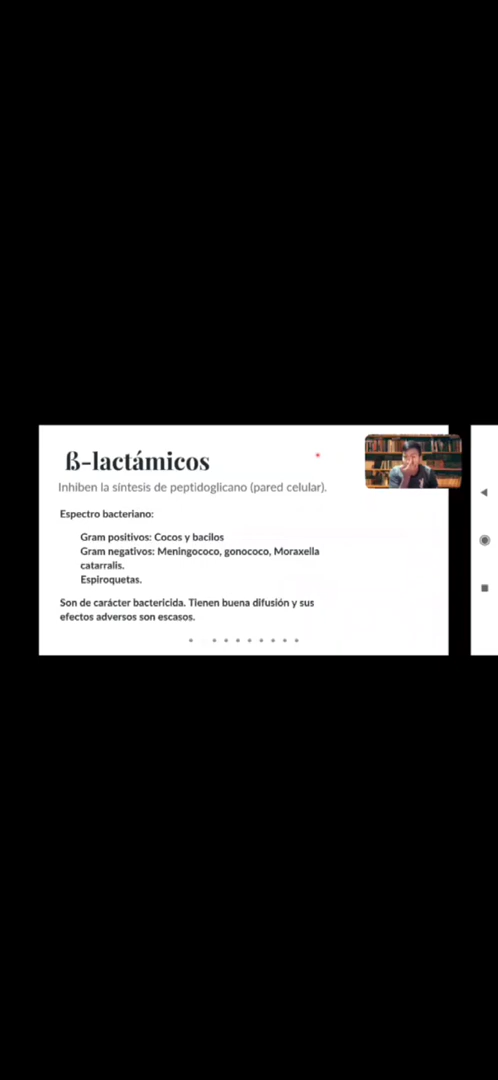 ß-lactámicos
Inhiben la síntesis de peptidoglicano (pared celular).
Espectro bacteriano:
Gram positivos: Cocos y bacilos
Gram negativos: Meningococo, gonococo, Moraxella
catarralis.
Espiroquetas.
Son de carácter bactericida. Tienen buena difusión y sus
efectos adversos son escasos.